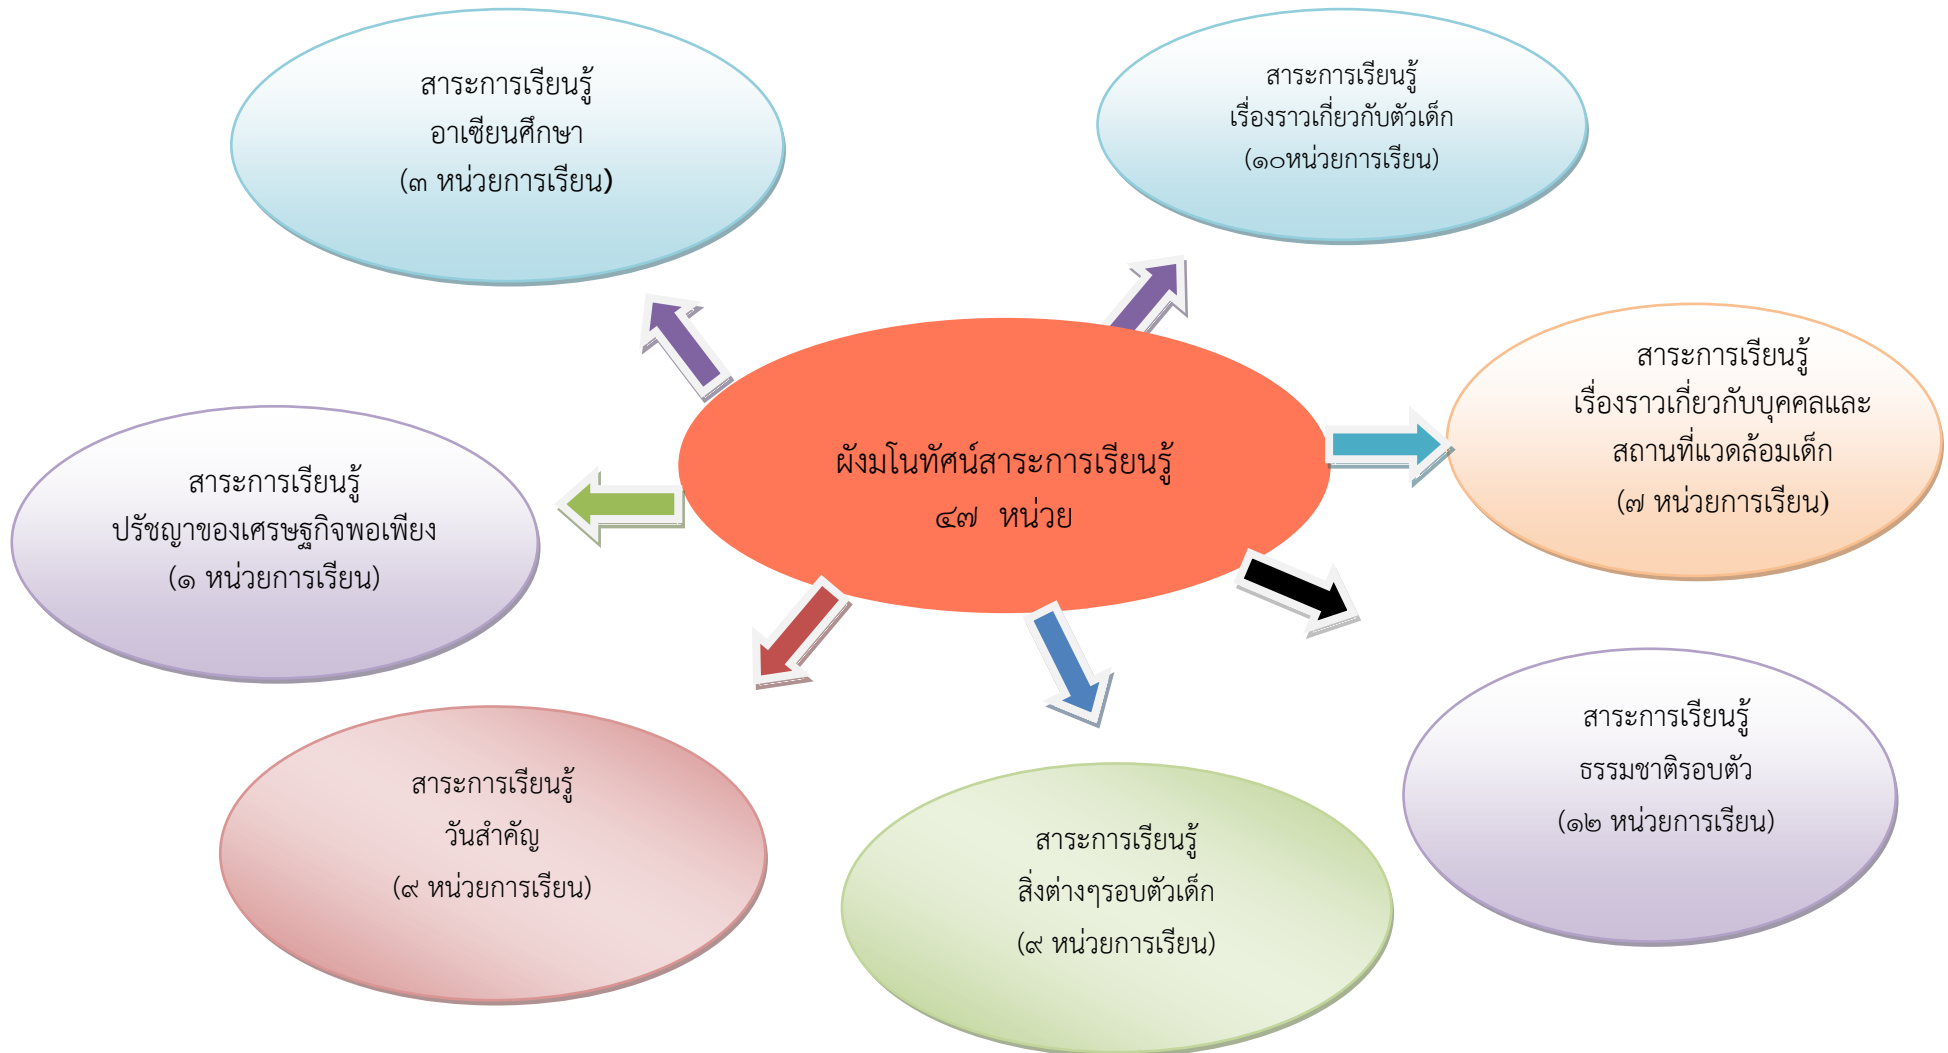 สาระการเรียนรู้
อาเซียนศึกษา
(๓ หน่วยการเรียน)
สาระการเรียนรู้
เรื่องราวเกี่ยวกับตัวเด็ก
(๑๐หน่วยการเรียน)
สาระการเรียนรู้
เรื่องราวเกี่ยวกับบุคคลและ
สถานที่แวดล้อมเด็ก
(๗ หน่วยการเรียน)
ผังมโนทัศน์สาระการเรียนรู้
๔๗ หน่วย
สาระการเรียนรู้
ปรัชญาของเศรษฐกิจพอเพียง
(๑ หน่วยการเรียน)
สาระการเรียนรู้
ธรรมชาติรอบตัว
(๑๒ หน่วยการเรียน)
สาระการเรียนรู้
วันสำคัญ
(๙ หน่วยการเรียน)
สาระการเรียนรู้
สิ่งต่างๆรอบตัวเด็ก
(๙ หน่วยการเรียน)